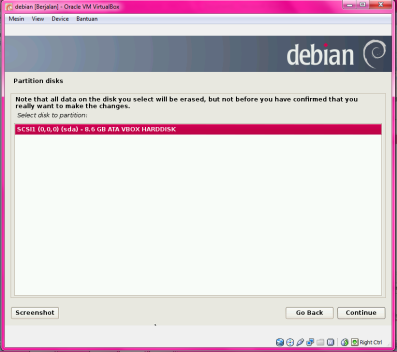 debian [Berjalan] - Oracle VM VirtualBox
Mesin View Devices Bantuan
debian
Partition disks
Note that all data on the disk you select will be erased, but not before you have confirmed that you
really want to make the changes.
Select disk to partition:
SCSI1 (0,0,0) (sda) - 8.6 GB ATA VBOX HARDDISK
Screenshot Go Back Continue
Right Ctrl